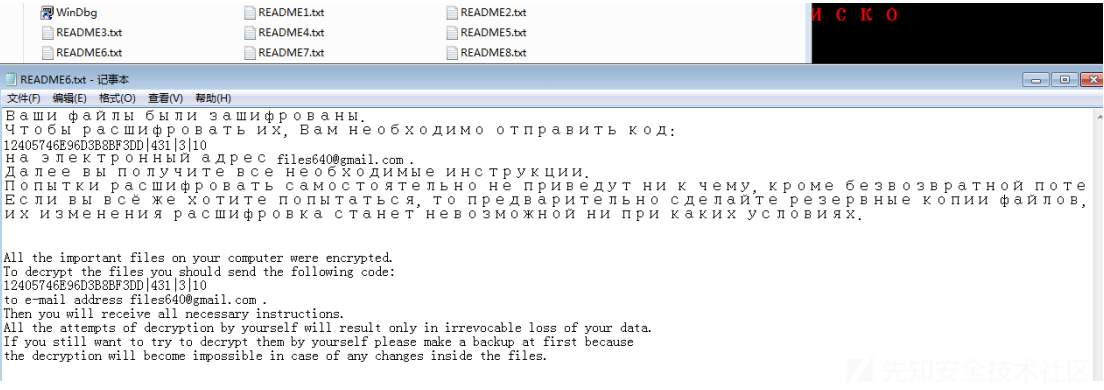 WinDbg README1.txt README2.txt
README3.txt README4.txt README5.txt
README6.txt README7.txt README8.txt
И С К О
README6.txt - 记事本
文件(F) 编辑(E) 格式(O) 查看(V) 帮助(H)
Ваши файлы были зашифрованы.
Чтобы расшифровать их, Вам необходимо отправить код:
12405746E96D3B8BF3DD|431|3|10
на электронный адрес files640@gmail.com .
Далее вы получите все необходимые инструкции.
Попытки расшифровать самостоятельно не приведут ни к чему, кроме безвозвратной поте
Если вы всё же хотите попытаться, то предварительно сделайте резервные копии файлов,
их изменения расшифровка станет невозможной ни при каких условиях.
All the important files on your computer were encrypted.
To decrypt the files you should send the following code:
12405746E96D3B8BF3DD|431|3|10
to e-mail address files640@gmail.com .
Then you will receive all necessary instructions.
All the attempts of decryption by yourself will result only in irrevocable loss of your data.
If you still want to try to decrypt them by yourself please make a backup at first because
the decryption will become impossible in case of any changes inside the files.
先知安全技术社区